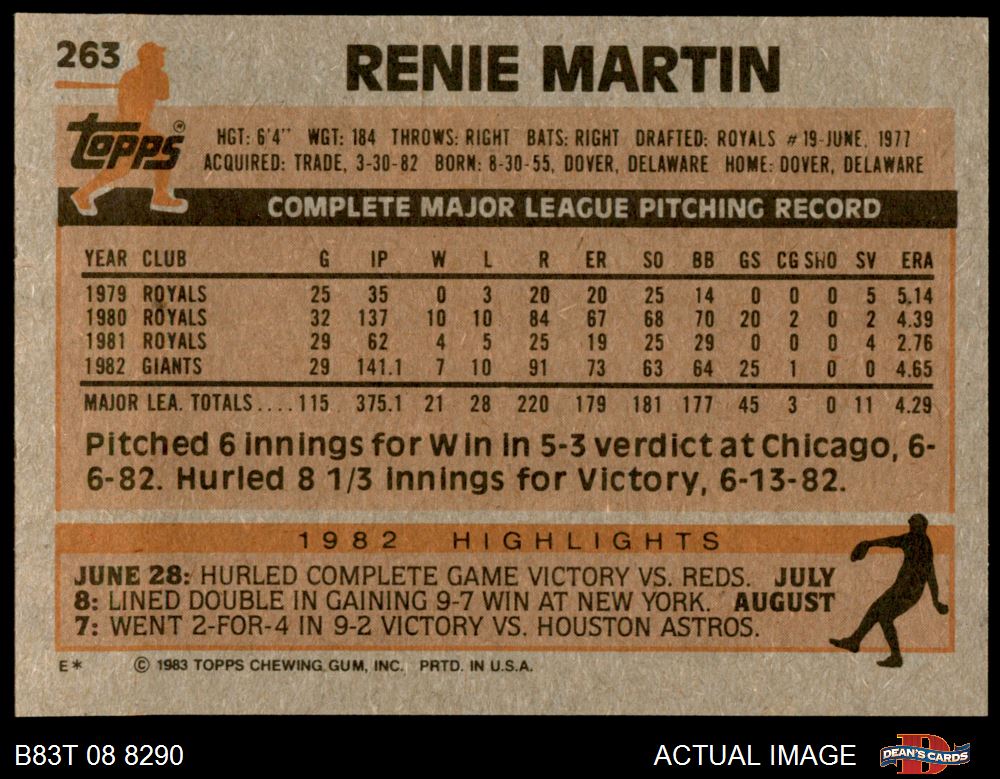 263
RENIE MARTIN
Topps®
HGT: 6'4" WGT: 184 THROWS: RIGHT BATS: RIGHT DRAFTED: ROYALS #19-JUNE, 1977
ACQUIRED: TRADE, 3-30-82 BORN: 8-30-55, DOVER, DELAWARE HOME: DOVER, DELAWARE
COMPLETE MAJOR LEAGUE PITCHING RECORD
YEAR CLUB G IP W L R ER SO BB GS CG SHO SV ERA
1979 ROYALS 25 35 0 3 20 20 25 14 0 0 0 5 5.14
1980 ROYALS 32 137 10 10 84 67 68 70 20 2 0 2 4.39
1981 ROYALS 29 62 4 5 25 19 25 29 0 0 0 4 2.76
1982 GIANTS 29 141.1 7 10 91 73 63 64 25 1 0 0 4.65
MAJOR LEA. TOTALS....115 375.1 21 28 220 179 181 177 45 3 0 11 4.29
Pitched 6 innings for Win in 5-3 verdict at Chicago, 6-
6-82. Hurled 8 1/3 innings for Victory, 6-13-82.
1982 HIGHLIGHTS
JUNE 28: HURLED COMPLETE GAME VICTORY VS. REDS. JULY
8: LINED DOUBLE IN GAINING 9-7 WIN AT NEW YORK. AUGUST
7: WENT 2-FOR-4 IN 9-2 VICTORY VS. HOUSTON ASTROS.
E* © 1983 TOPPS CHEWING GUM, INC. PRTD. IN U.S.A.
B83T 08 8290 ACTUAL IMAGE D DEAN'S CARDS